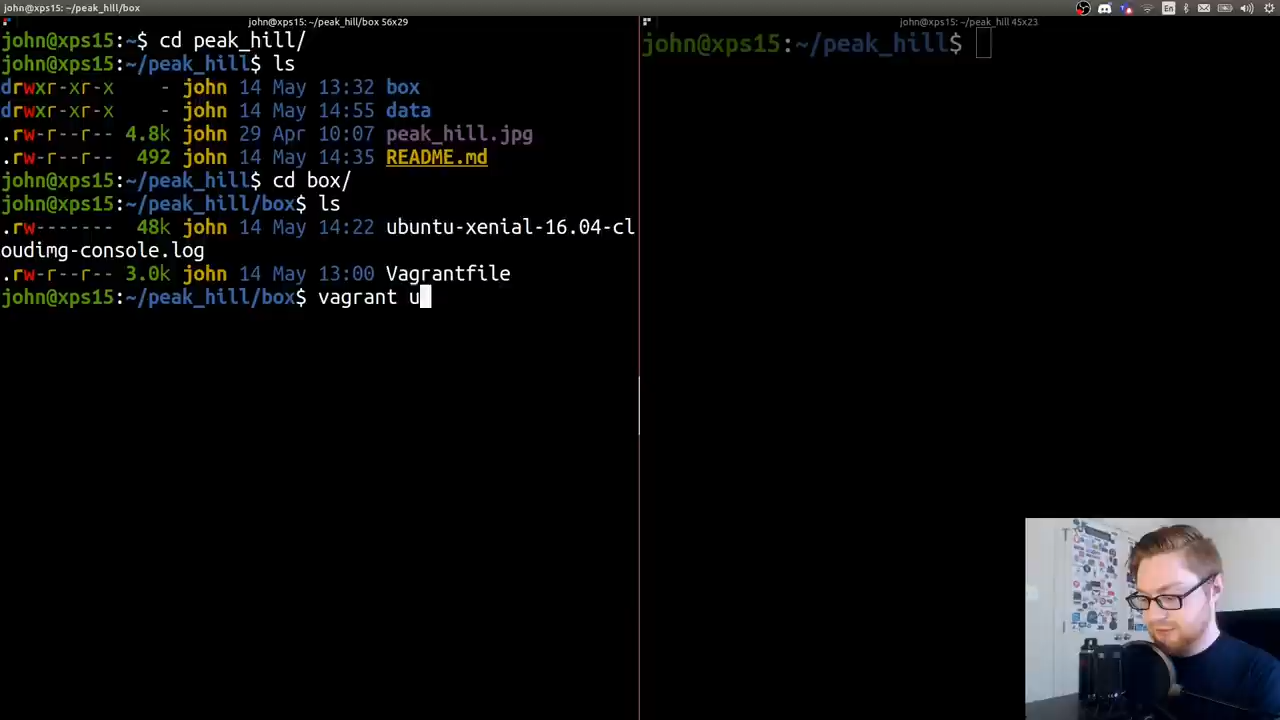 john@xps15: ~/peak_hill/box
john@xps15: ~/peak_hill/box 56x29
john@xps15:~$ cd peak_hill/
john@xps15:~/peak_hill$ ls
drwxr-xr-x - john 14 May 13:32 box
drwxr-xr-x - john 14 May 14:55 data
.rw-r--r-- 4.8k john 29 Apr 10:07 peak_hill.jpg
.rw-r--r-- 492 john 14 May 14:35 README.md
john@xps15:~/peak_hill$ cd box/
john@xps15:~/peak_hill/box$ ls
.rw------- 48k john 14 May 14:22 ubuntu-xenial-16.04-cl
oudimg-console.log
.rw-r--r-- 3.0k john 14 May 13:00 Vagrantfile
john@xps15:~/peak_hill/box$ vagrant u
En
john@xps15: ~/peak_hill 45x23
john@xps15:~/peak_hill$